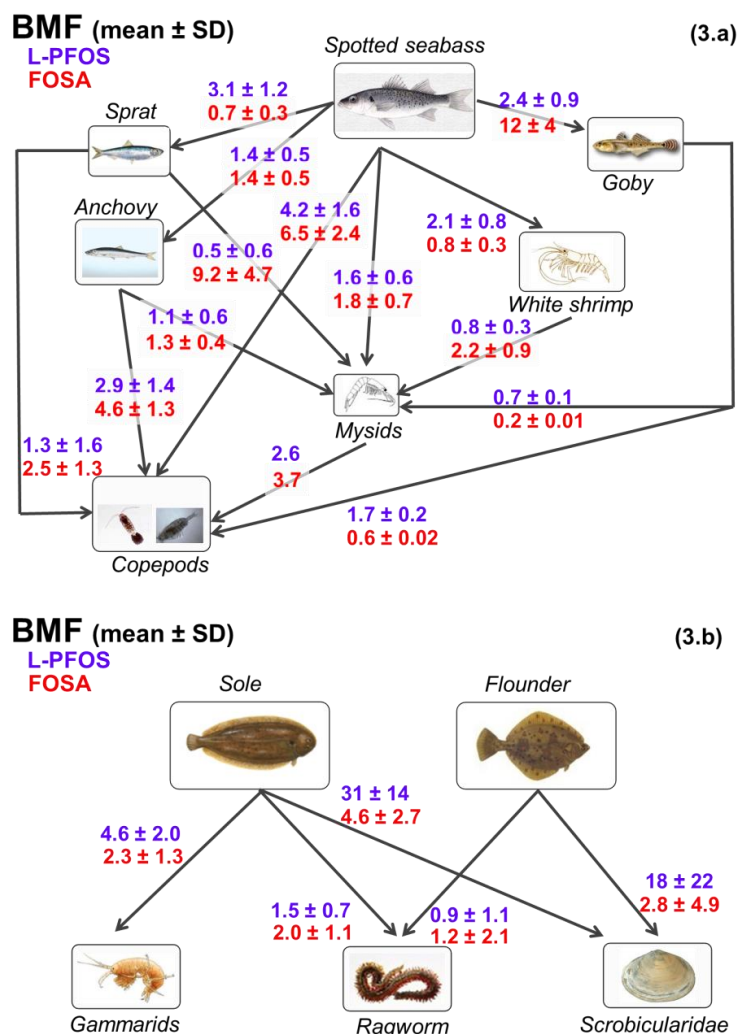 BMF (mean ± SD)
L-PFOS
FOSA
(3.a)
Spotted seabass
3.1 ± 1.2
0.7 ± 0.3
2.4 ± 0.9
12 ± 4
Sprat
Goby
1.4 ± 0.5
1.4 ± 0.5
Anchovy
4.2 ± 1.6
6.5 ± 2.4
2.1 ± 0.8
0.8 ± 0.3
0.5 ± 0.6
9.2 ± 4.7
1.6 ± 0.6
1.8 ± 0.7
White shrimp
1.1 ± 0.6
1.3 ± 0.4
0.8 ± 0.3
2.2 ± 0.9
2.9 ± 1.4
4.6 ± 1.3
0.7 ± 0.1
0.2 ± 0.01
Mysids
1.3 ± 1.6
2.5 ± 1.3
2.6
3.7
1.7 ± 0.2
0.6 ± 0.02
Copepods
BMF (mean ± SD)
L-PFOS
FOSA
(3.b)
Sole
Flounder
31 ± 14
4.6 ± 2.7
4.6 ± 2.0
2.3 ± 1.3
18 ± 22
2.8 ± 4.9
1.5 ± 0.7
2.0 ± 1.1
0.9 ± 1.1
1.2 ± 2.1
Gammarids
Ragworm
Scrobicularidae